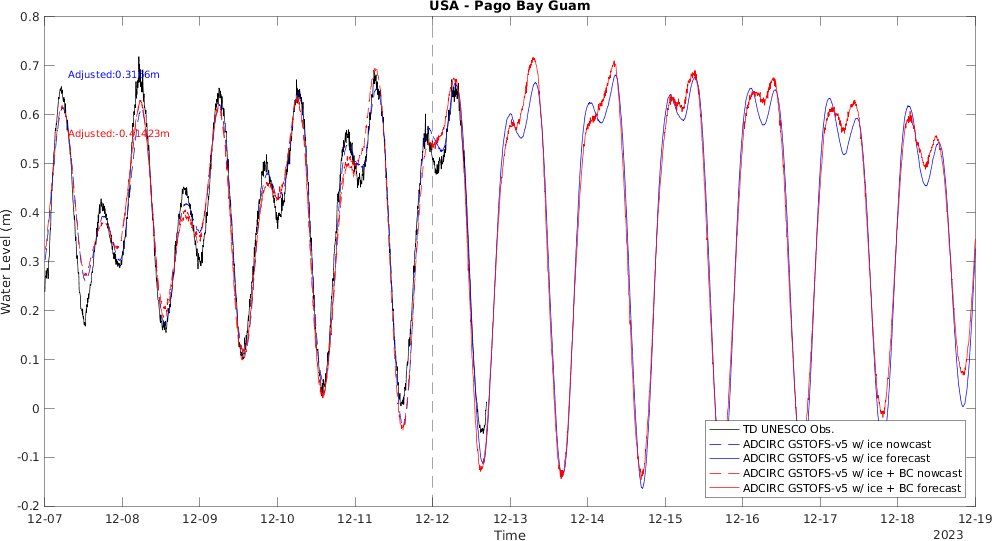 USA - Pago Bay Guam
0.8
0.7
0.6
0.5
0.4
0.3
0.2
0.1
0
-0.1
-0.2
Water Level (m)
Adjusted:0.3136m
Adjusted:-0.41423m
TD UNESCO Obs.
ADCIRC GSTOFS-v5 w/ ice nowcast
ADCIRC GSTOFS-v5 w/ ice forecast
ADCIRC GSTOFS-v5 w/ ice + BC nowcast
ADCIRC GSTOFS-v5 w/ ice + BC forecast
12-07 12-08 12-09 12-10 12-11 12-12 12-13 12-14 12-15 12-16 12-17 12-18 12-19
Time
2023